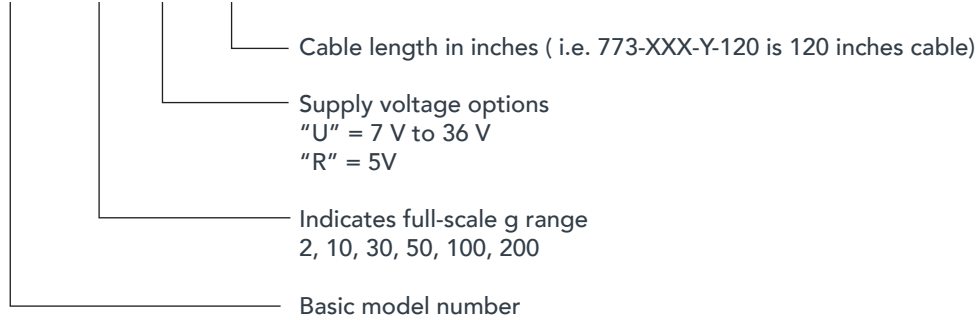 Cable length in inches ( i.e. 773-XXX-Y-120 is 120 inches cable)
Supply voltage options
“U” = 7 V to 36 V
“R” = 5V
Indicates full-scale g range
2, 10, 30, 50, 100, 200
Basic model number